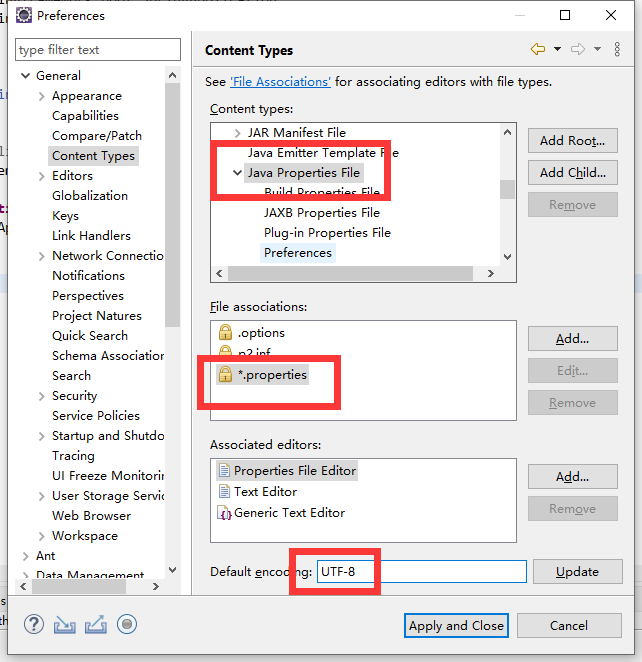 Preferences
type filter text
General
Appearance
Capabilities
Compare/Patch
Content Types
Editors
Globalization
Keys
Link Handlers
Network Connectio
Notifications
Perspectives
Project Natures
Quick Search
Schema Association
Search
Security
Service Policies
Startup and Shutdo
Tracing
UI Freeze Monitorin
User Storage Servic
Web Browser
Workspace
Ant
Data Management
Content Types
See 'File Associations' for associating editors with file types.
Content types:
JAR Manifest File
Java Emitter Template File
Java Properties File
Build Properties File
JAXB Properties File
Plug-in Properties File
Preferences
Add Root...
Add Child...
Remove
File associations:
.options
p2.inf
*.properties
Add...
Edit...
Remove
Associated editors:
Properties File Editor
Text Editor
Generic Text Editor
Add...
Remove
Default encoding: UTF-8
Update
Apply and Close
Cancel